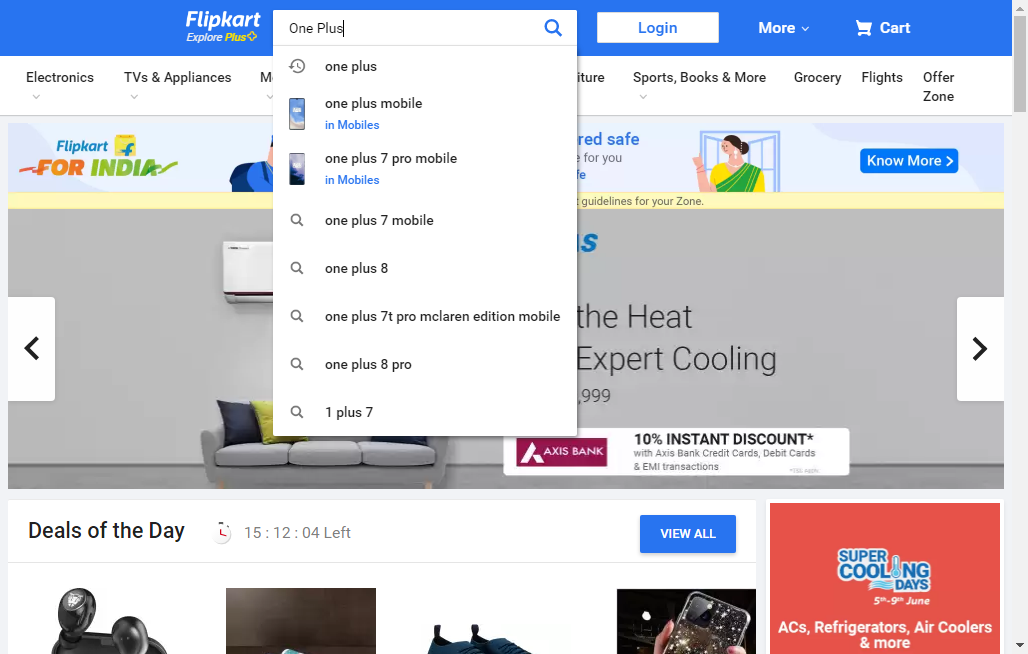 Flipkart
Explore Plus
One Plus
Login
More
Cart
Electronics
TVs & Appliances
Sports, Books & More
Grocery
Flights
Offer Zone
one plus
one plus mobile
in Mobiles
one plus 7 pro mobile
in Mobiles
one plus 7 mobile
one plus 8
one plus 7t pro mclaren edition mobile
one plus 8 pro
1 plus 7
Flipkart
FOR INDIA
red safe
e for you
Know More
guidelines for your Zone.
the Heat
Expert Cooling
,999
AXIS BANK
10% INSTANT DISCOUNT*
with Axis Bank Credit Cards, Debit Cards
& EMI transactions
Deals of the Day
15 : 12 : 04 Left
VIEW ALL
SUPER
COOLING
DAYS
5th-9th June
ACs, Refrigerators, Air Coolers
& more